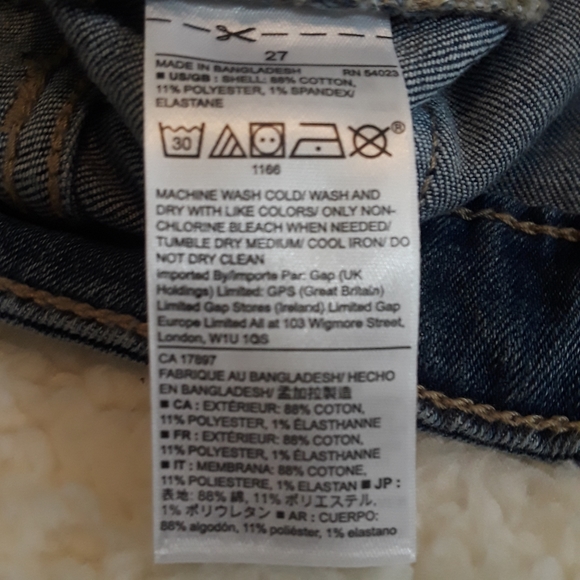 27
MADE IN BANGLADESH RN 54023
■ US/GB : SHELL: 88% COTTON,
11% POLYESTER, 1% SPANDEX/
ELASTANE
30
®
1166
MACHINE WASH COLD/ WASH AND
DRY WITH LIKE COLORS/ ONLY NON-
CHLORINE BLEACH WHEN NEEDED/
TUMBLE DRY MEDIUM/ COOL IRON/ DO
NOT DRY CLEAN
Imported By/Importe Par: Gap (UK
Holdings) Limited: GPS (Great Britain)
Limited Gap Stores (Ireland) Limited Gap
Europe Limited All at 103 Wigmore Street,
London, W1U 1QS
CA 17897
FABRIQUE AU BANGLADESH/ HECHO
EN BANGLADESH/ 孟加拉製造
■ CA : EXTÉRIEUR: 88% COTON,
11% POLYESTER, 1% ÉLASTHANNE
■ FR : EXTÉRIEUR: 88% COTON,
11% POLYESTER, 1% ÉLASTHANNE
■ IT : MEMBRANA: 88% COTONE,
11% POLIESTERE, 1% ELASTAN ■ JP :
表地: 88% 綿, 11% ポリエステル,
1% ポリウレタン ■ AR : CUERPO:
88% algodón, 11% poliéster, 1% elastano